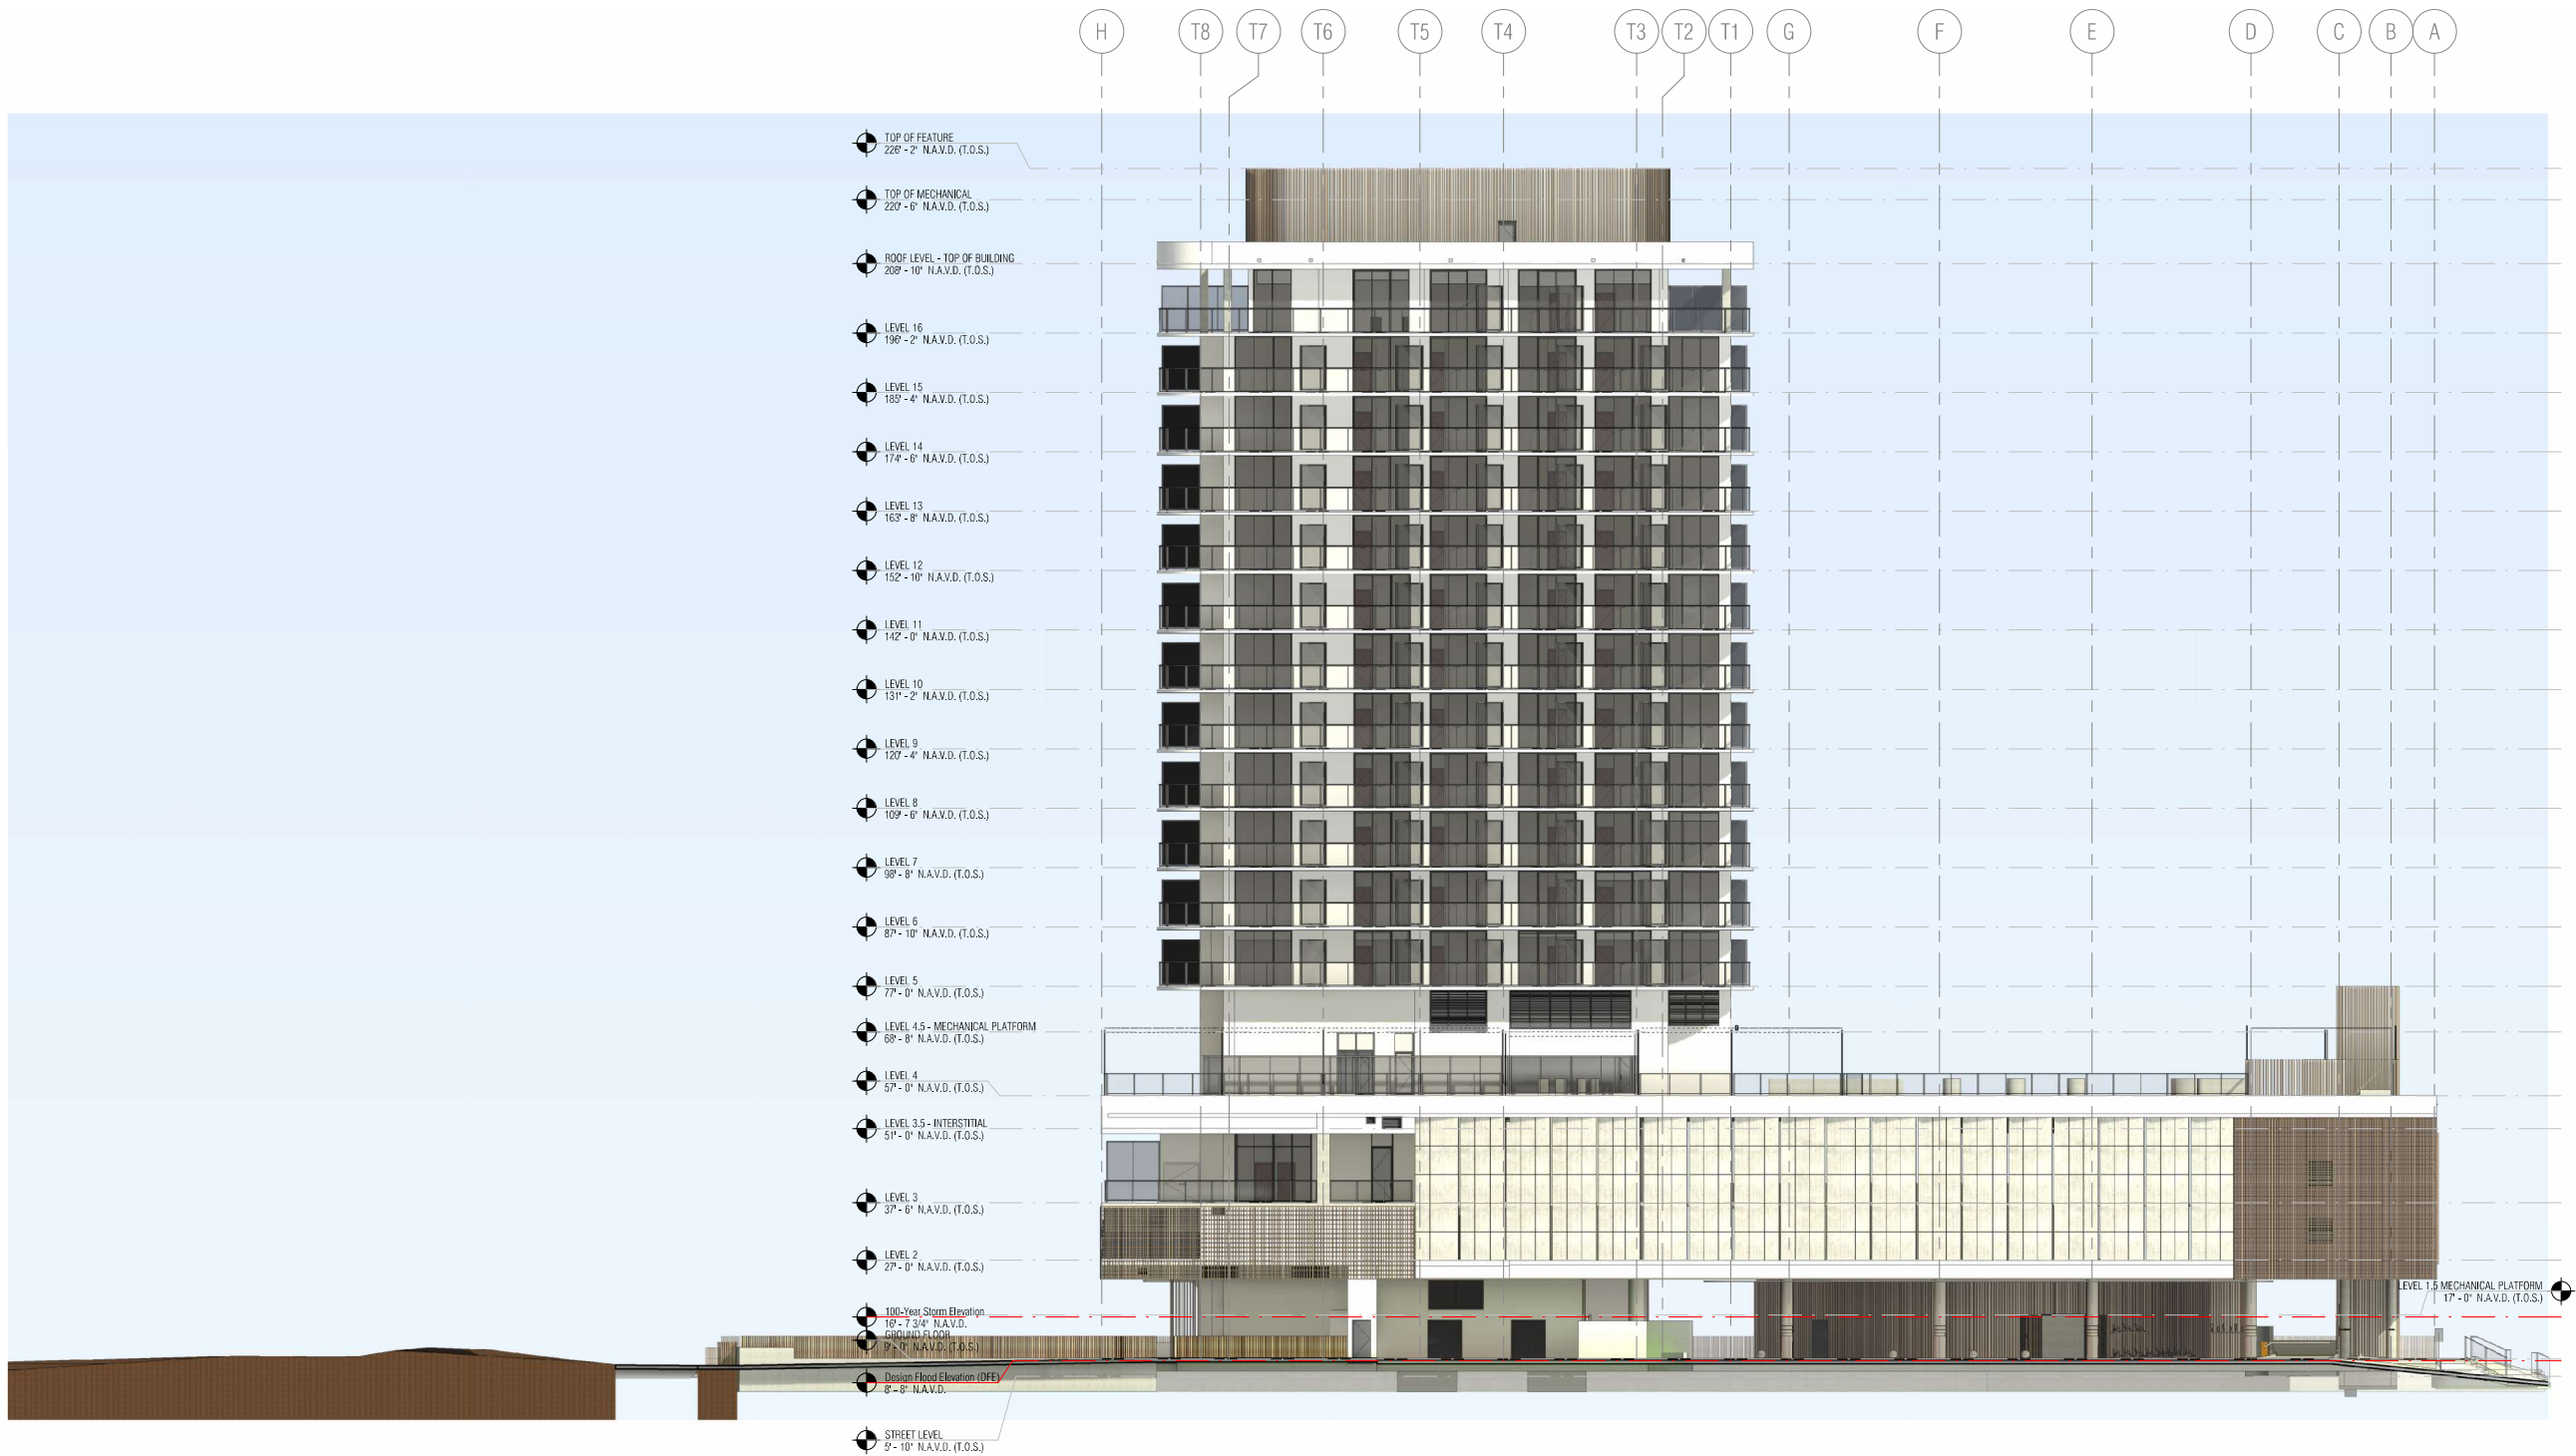 H T8 T7 T6 T5 T4 T3 T2 T1 G F E D C B A
TOP OF FEATURE
226' - 2" N.A.V.D. (T.O.S.)
TOP OF MECHANICAL
220' - 6" N.A.V.D. (T.O.S.)
ROOF LEVEL - TOP OF BUILDING
208' - 10" N.A.V.D. (T.O.S.)
LEVEL 16
196' - 2" N.A.V.D. (T.O.S.)
LEVEL 15
185' - 4" N.A.V.D. (T.O.S.)
LEVEL 14
174' - 6" N.A.V.D. (T.O.S.)
LEVEL 13
163' - 8" N.A.V.D. (T.O.S.)
LEVEL 12
152' - 10" N.A.V.D. (T.O.S.)
LEVEL 11
142' - 0" N.A.V.D. (T.O.S.)
LEVEL 10
131' - 2" N.A.V.D. (T.O.S.)
LEVEL 9
120' - 4" N.A.V.D. (T.O.S.)
LEVEL 8
109' - 6" N.A.V.D. (T.O.S.)
LEVEL 7
98' - 8" N.A.V.D. (T.O.S.)
LEVEL 6
87' - 10" N.A.V.D. (T.O.S.)
LEVEL 5
77' - 0" N.A.V.D. (T.O.S.)
LEVEL 4.5 - MECHANICAL PLATFORM
68' - 8" N.A.V.D. (T.O.S.)
LEVEL 4
57' - 0" N.A.V.D. (T.O.S.)
LEVEL 3.5 - INTERSTITIAL
51' - 0" N.A.V.D. (T.O.S.)
LEVEL 3
37' - 6" N.A.V.D. (T.O.S.)
LEVEL 2
27' - 0" N.A.V.D. (T.O.S.)
LEVEL 1.5 MECHANICAL PLATFORM
17' - 0" N.A.V.D. (T.O.S.)
100-Year Storm Elevation
16' - 7 3/4" N.A.V.D.
GROUND FLOOR
9' - 0" N.A.V.D. (T.O.S.)
Design Flood Elevation (DFE)
8' - 8" N.A.V.D.
STREET LEVEL
5' - 10" N.A.V.D. (T.O.S.)